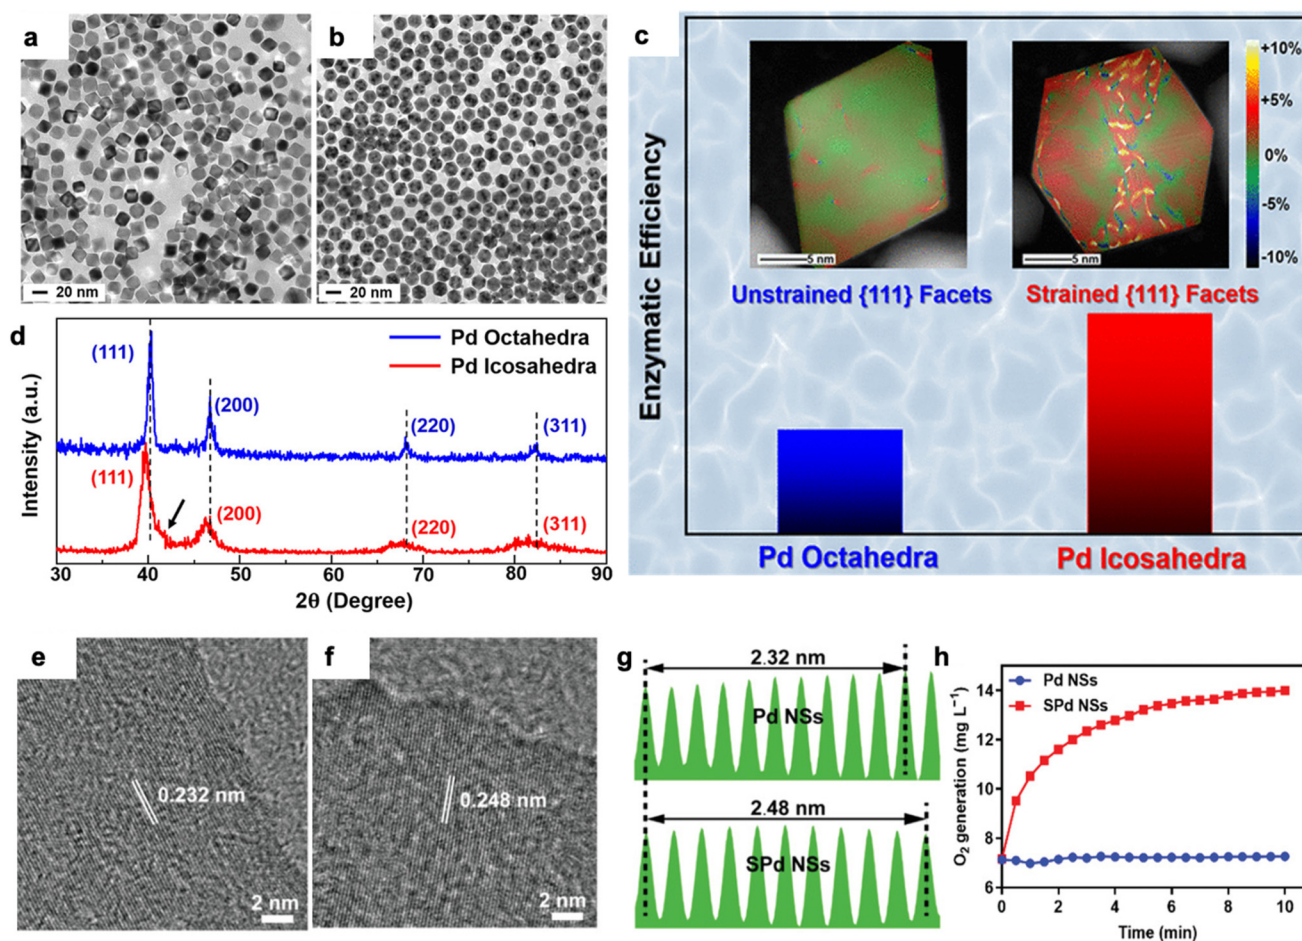 a
20 nm
b
20 nm
c
Enzymatic Efficiency
5 nm
5 nm
+10%
+5%
0%
-5%
-10%
Unstrained {111} Facets
Strained {111} Facets
Pd Octahedra
Pd Icosahedra
d
Intensity (a.u.)
Pd Octahedra
Pd Icosahedra
(111)
(200)
(220)
(311)
(111)
(200)
(220)
(311)
30 40 50 60 70 80 90
2θ (Degree)
e
0.232 nm
2 nm
f
0.248 nm
2 nm
g
2.32 nm
Pd NSs
2.48 nm
SPd NSs
h
O₂ generation (mg L⁻¹)
Pd NSs
SPd NSs
14
12
10
8
6
0 2 4 6 8 10
Time (min)